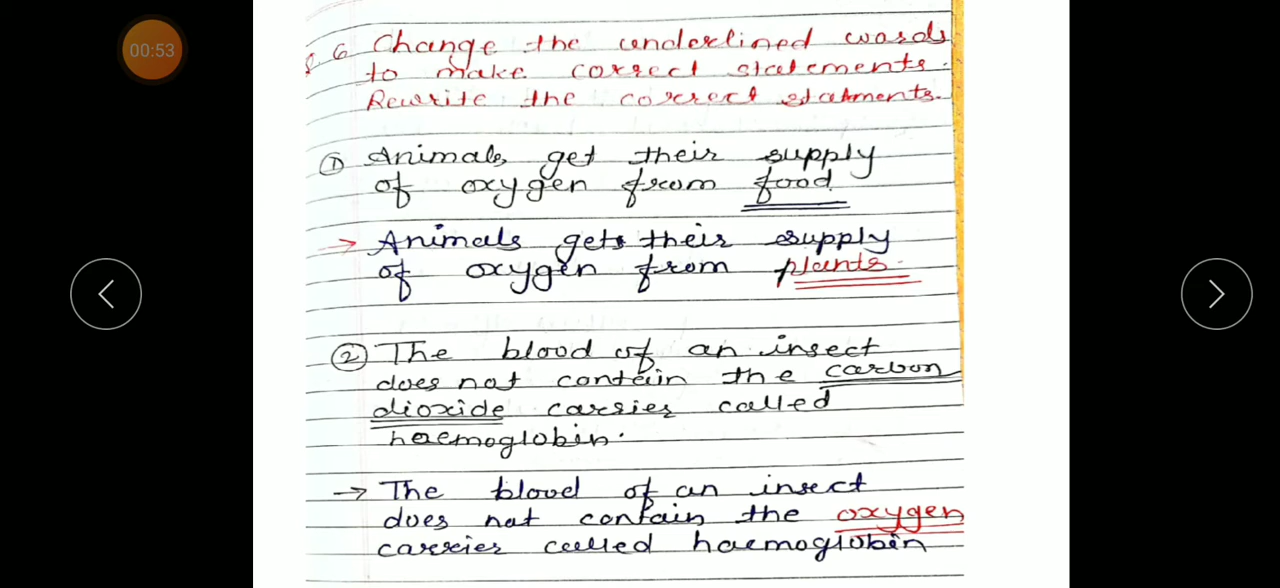 00:53
Q.6 Change the underlined words
to make correct statements.
Rewrite the correct statments.
① Animals get their supply
of oxygen from food
→ Animals gets their supply
of oxygen from plants.
② The blood of an insect
does not contain the carbon
dioxide carries called
haemoglobin.
→ The blood of an insect
does not contain the oxygen
carrier called haemoglobin